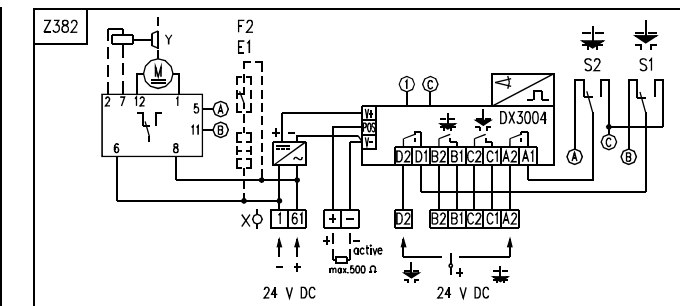 Z382
F2
E1
Y
M
2 7 12 1
5 A
11 B
6 8
+ -
1 C
V+
POS
V-
DX3004
D2 D1 B2 B1 C2 C1 A2 A1
S2 S1
A C B
X 1 61
+ -
D2 B2 B1 C2 C1 A2
- +
+ -
active
max.500 Ω
+
24 V DC
24 V DC